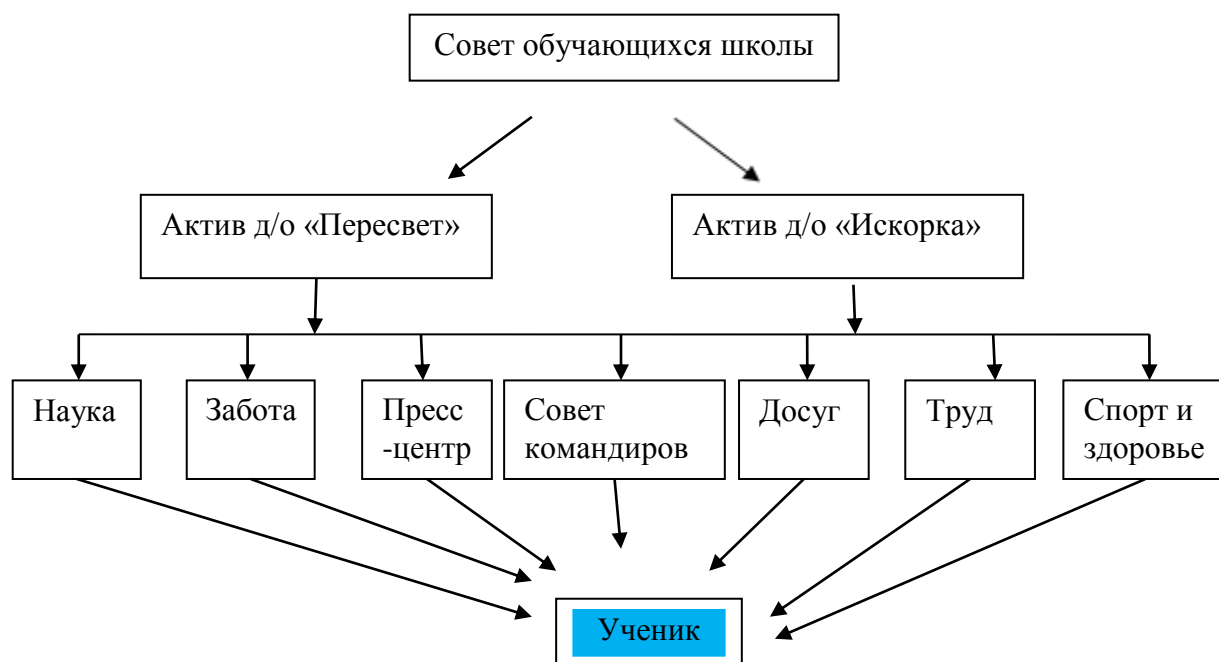 Совет обучающихся школы
Актив д/о «Пересвет»
Актив д/о «Искорка»
Наука
Забота
Пресс
-центр
Совет
командиров
Досуг
Труд
Спорт и
здоровье
Ученик